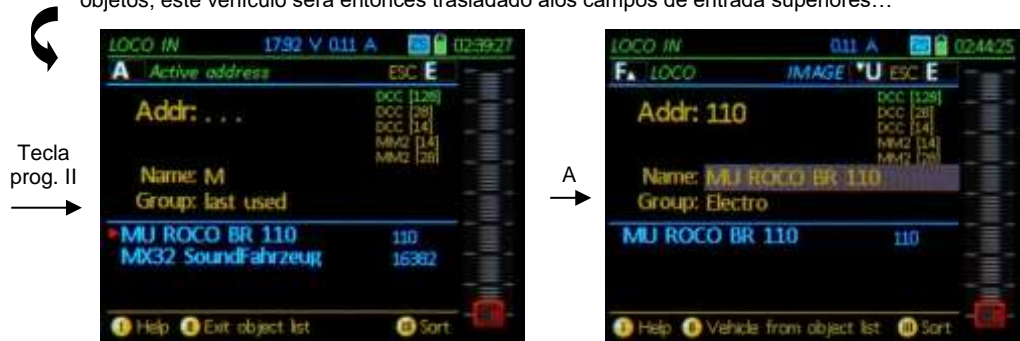 objetos, este vehículo será entonces trasladado alos campos de entrada superiores…
LOCO IN 17.92 V 0.11 A 02:39:27
A Active address ESC E
DCC [128]
DCC [28]
DCC [14]
MM2 [14]
MM2 [28]
Addr: . . .
Name: M
Group: last used
MU ROCO BR 110 110
MX32 SoundFahrzeug 16382
I Help II Exit object list III Sort
Tecla
prog. II
A
LOCO IN 0.11 A 02:44:25
F LOCO IMAGE U ESC E
DCC [128]
DCC [28]
DCC [14]
MM2 [14]
MM2 [28]
Addr: 110
Name: MU ROCO BR 110
Group: Electro
MU ROCO BR 110 110
I Help II Vehicle from object list III Sort